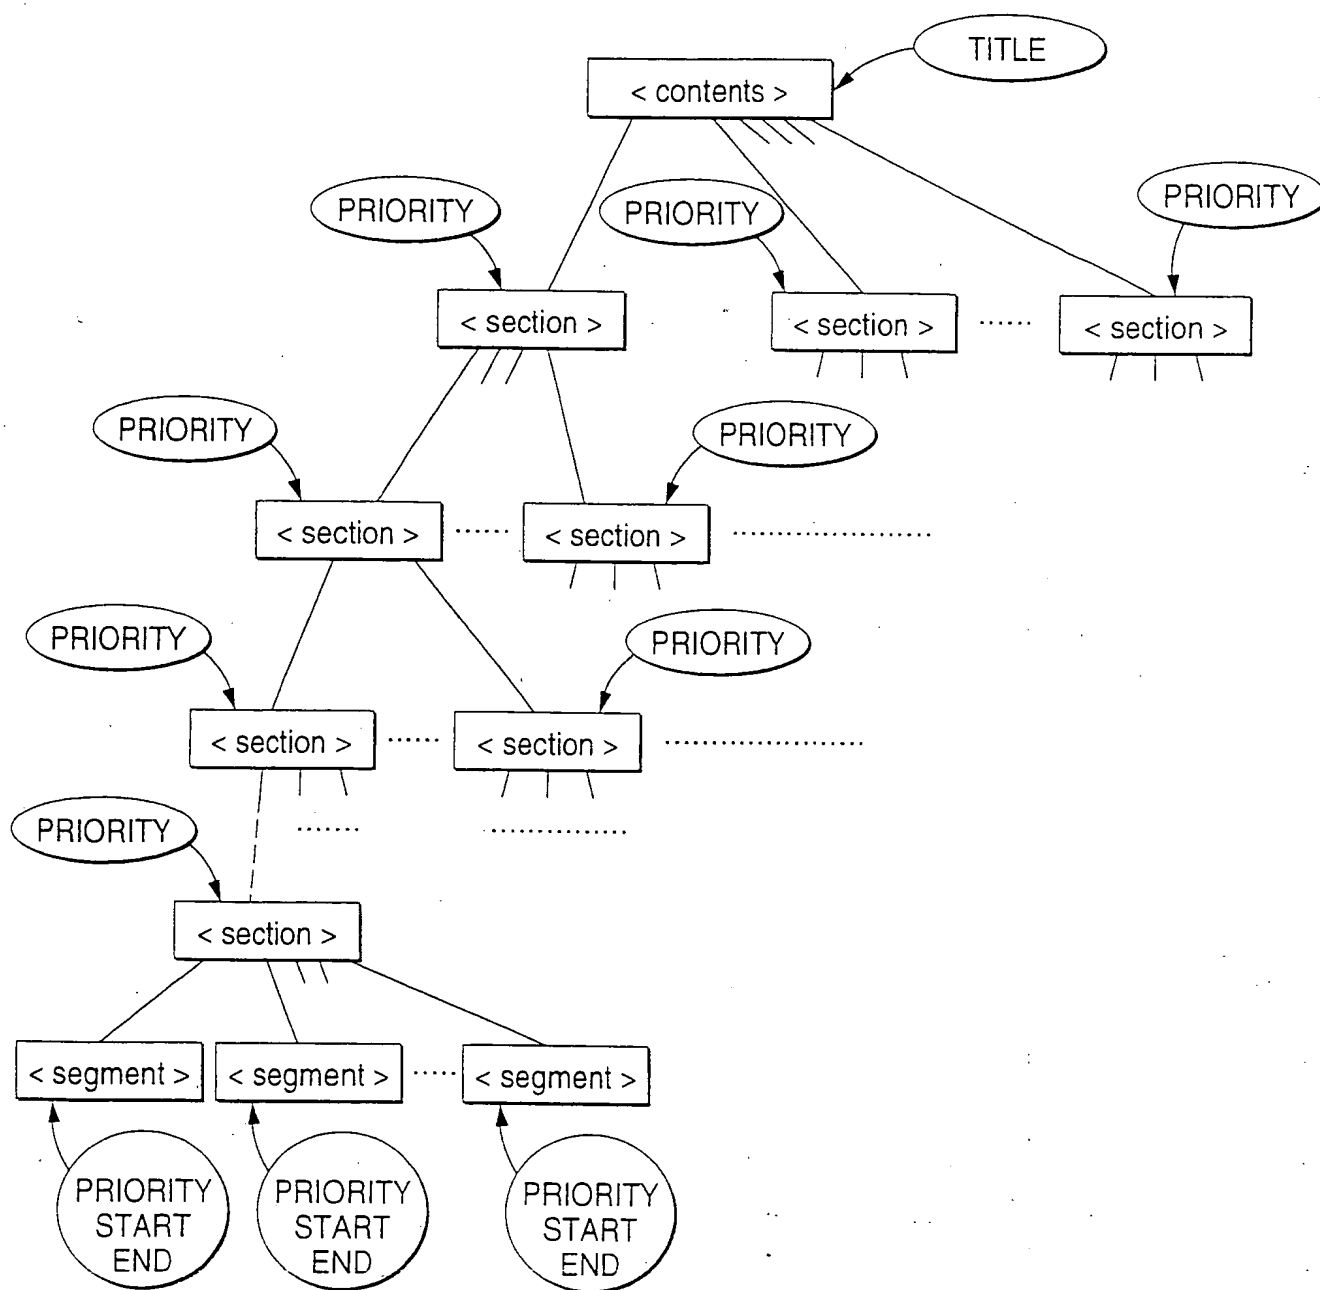 TITLE
< contents >
PRIORITY
PRIORITY
PRIORITY
< section >
< section >
< section >
PRIORITY
PRIORITY
< section >
< section >
PRIORITY
PRIORITY
< section >
< section >
PRIORITY
< section >
< segment >
< segment >
< segment >
PRIORITY
START
END
PRIORITY
START
END
PRIORITY
START
END